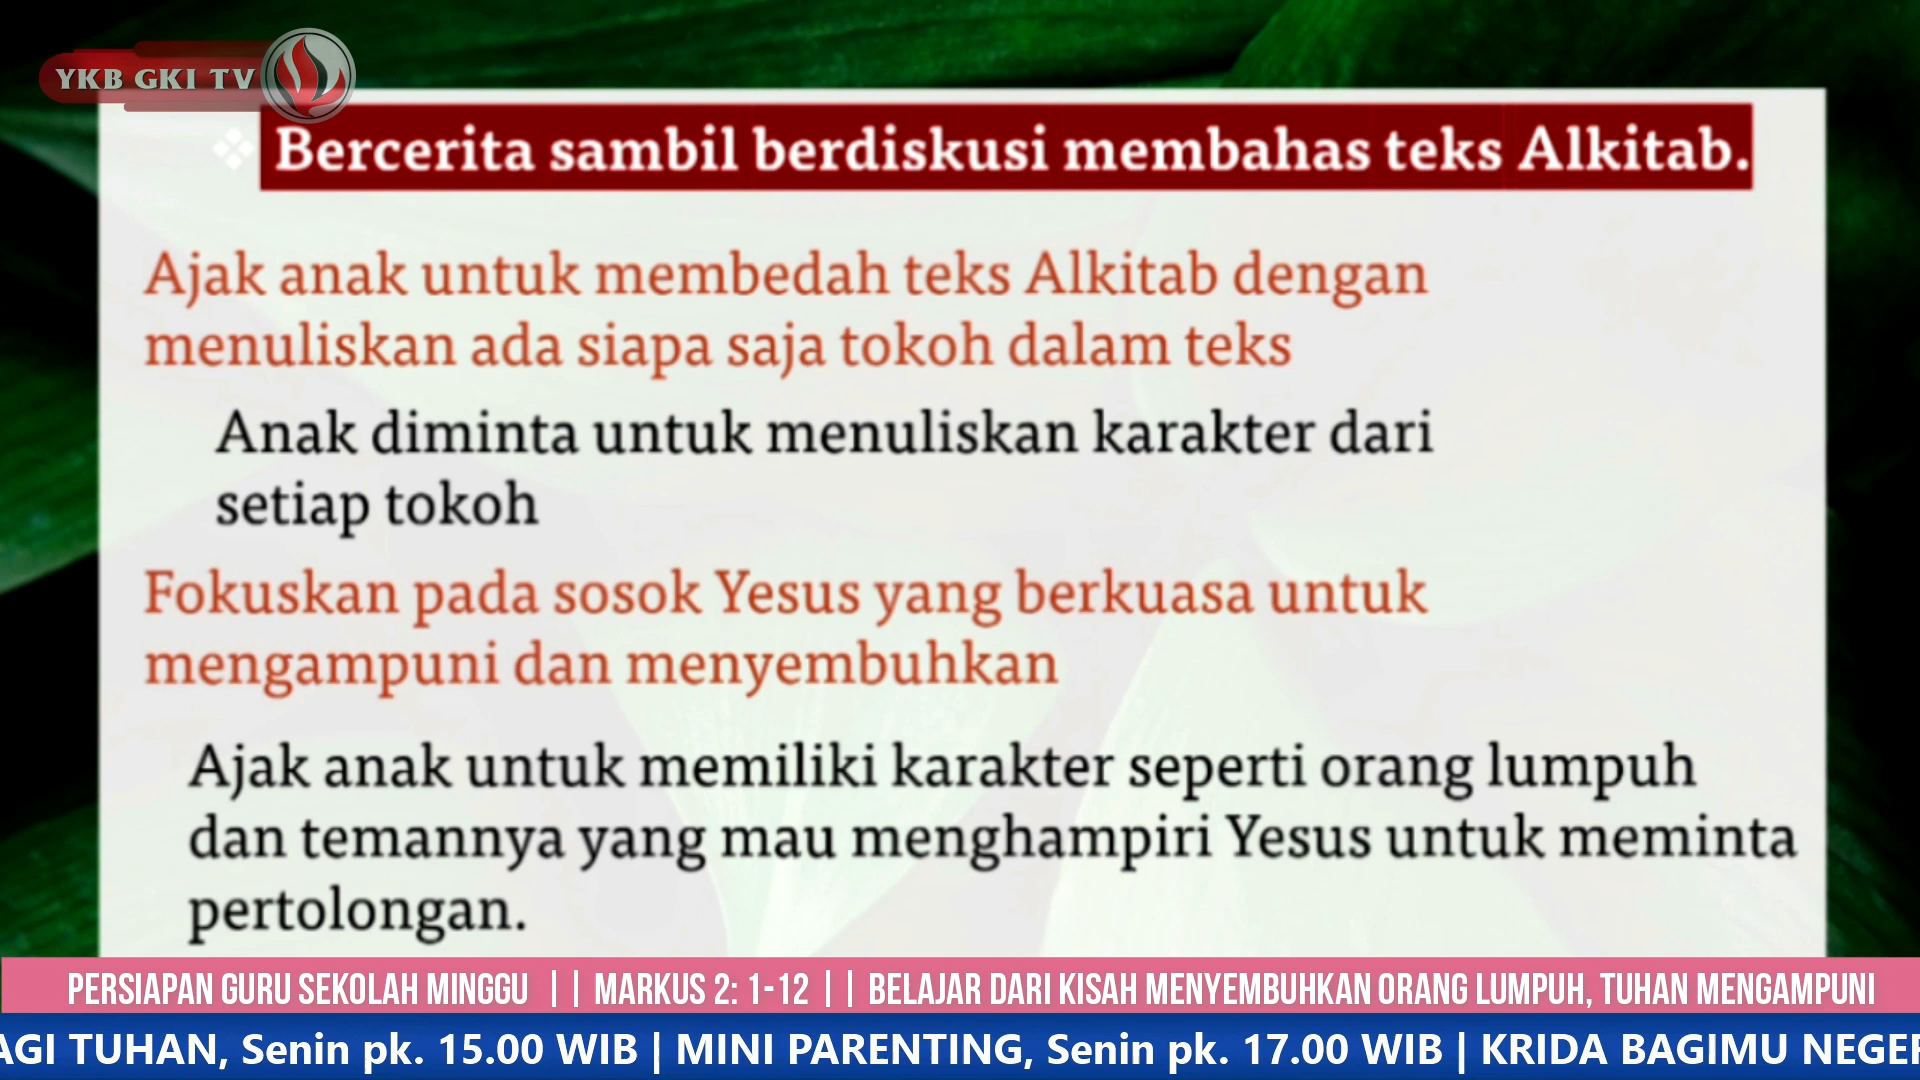 YKB GKI TV
Bercerita sambil berdiskusi membahas teks Alkitab.
Ajak anak untuk membedah teks Alkitab dengan
menuliskan ada siapa saja tokoh dalam teks
Anak diminta untuk menuliskan karakter dari
setiap tokoh
Fokuskan pada sosok Yesus yang berkuasa untuk
mengampuni dan menyembuhkan
Ajak anak untuk memiliki karakter seperti orang lumpuh
dan temannya yang mau menghampiri Yesus untuk meminta
pertolongan.
PERSIAPAN GURU SEKOLAH MINGGU || MARKUS 2: 1-12 || BELAJAR DARI KISAH MENYEMBUHKAN ORANG LUMPUH, TUHAN MENGAMPUNI
AGI TUHAN, Senin pk. 15.00 WIB | MINI PARENTING, Senin pk. 17.00 WIB | KRIDA BAGIMU NEGER